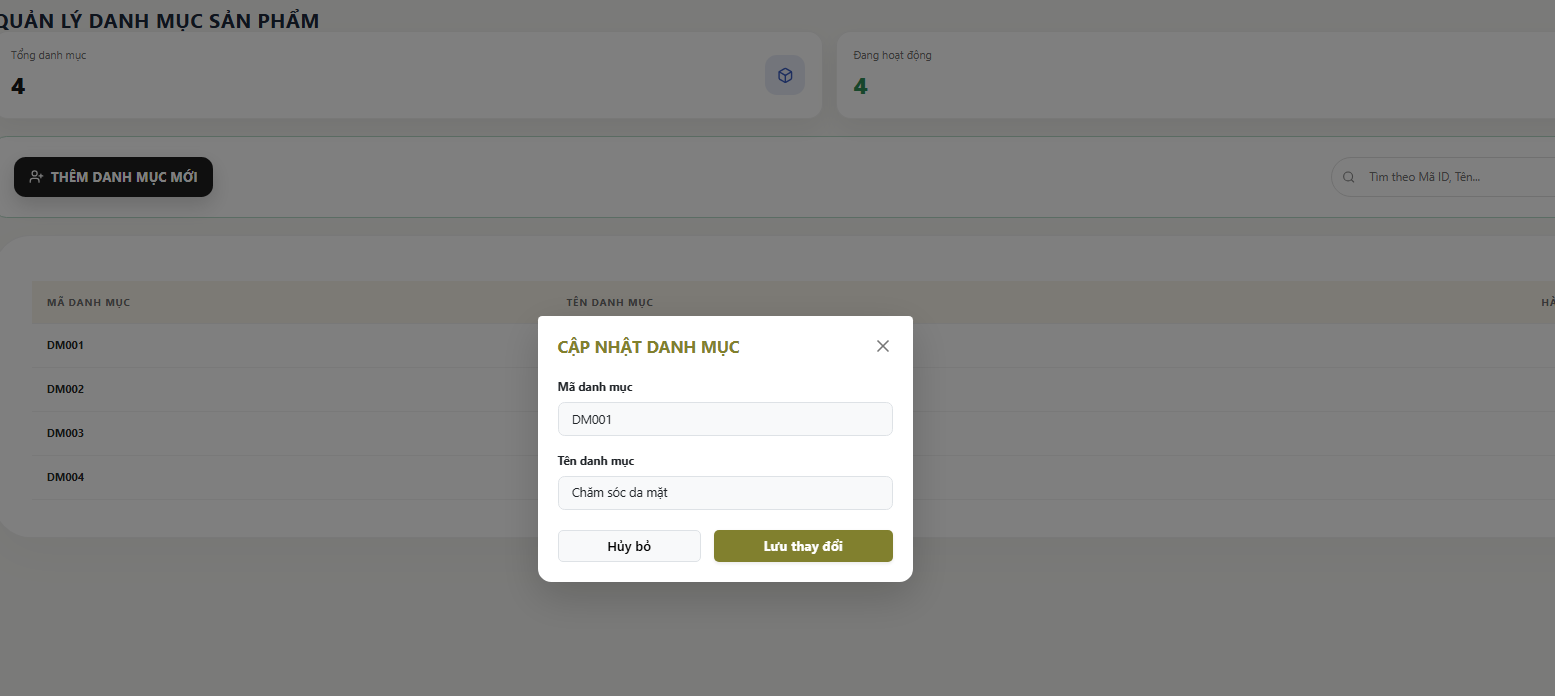 QUẢN LÝ DANH MỤC SẢN PHẨM
Tổng danh mục
4
Đang hoạt động
4
THÊM DANH MỤC MỚI
Tìm theo Mã ID, Tên...
MÃ DANH MỤC
TÊN DANH MỤC
HÀ
DM001
DM002
DM003
DM004
CẬP NHẬT DANH MỤC
Mã danh mục
DM001
Tên danh mục
Chăm sóc da mặt
Hủy bỏ
Lưu thay đổi